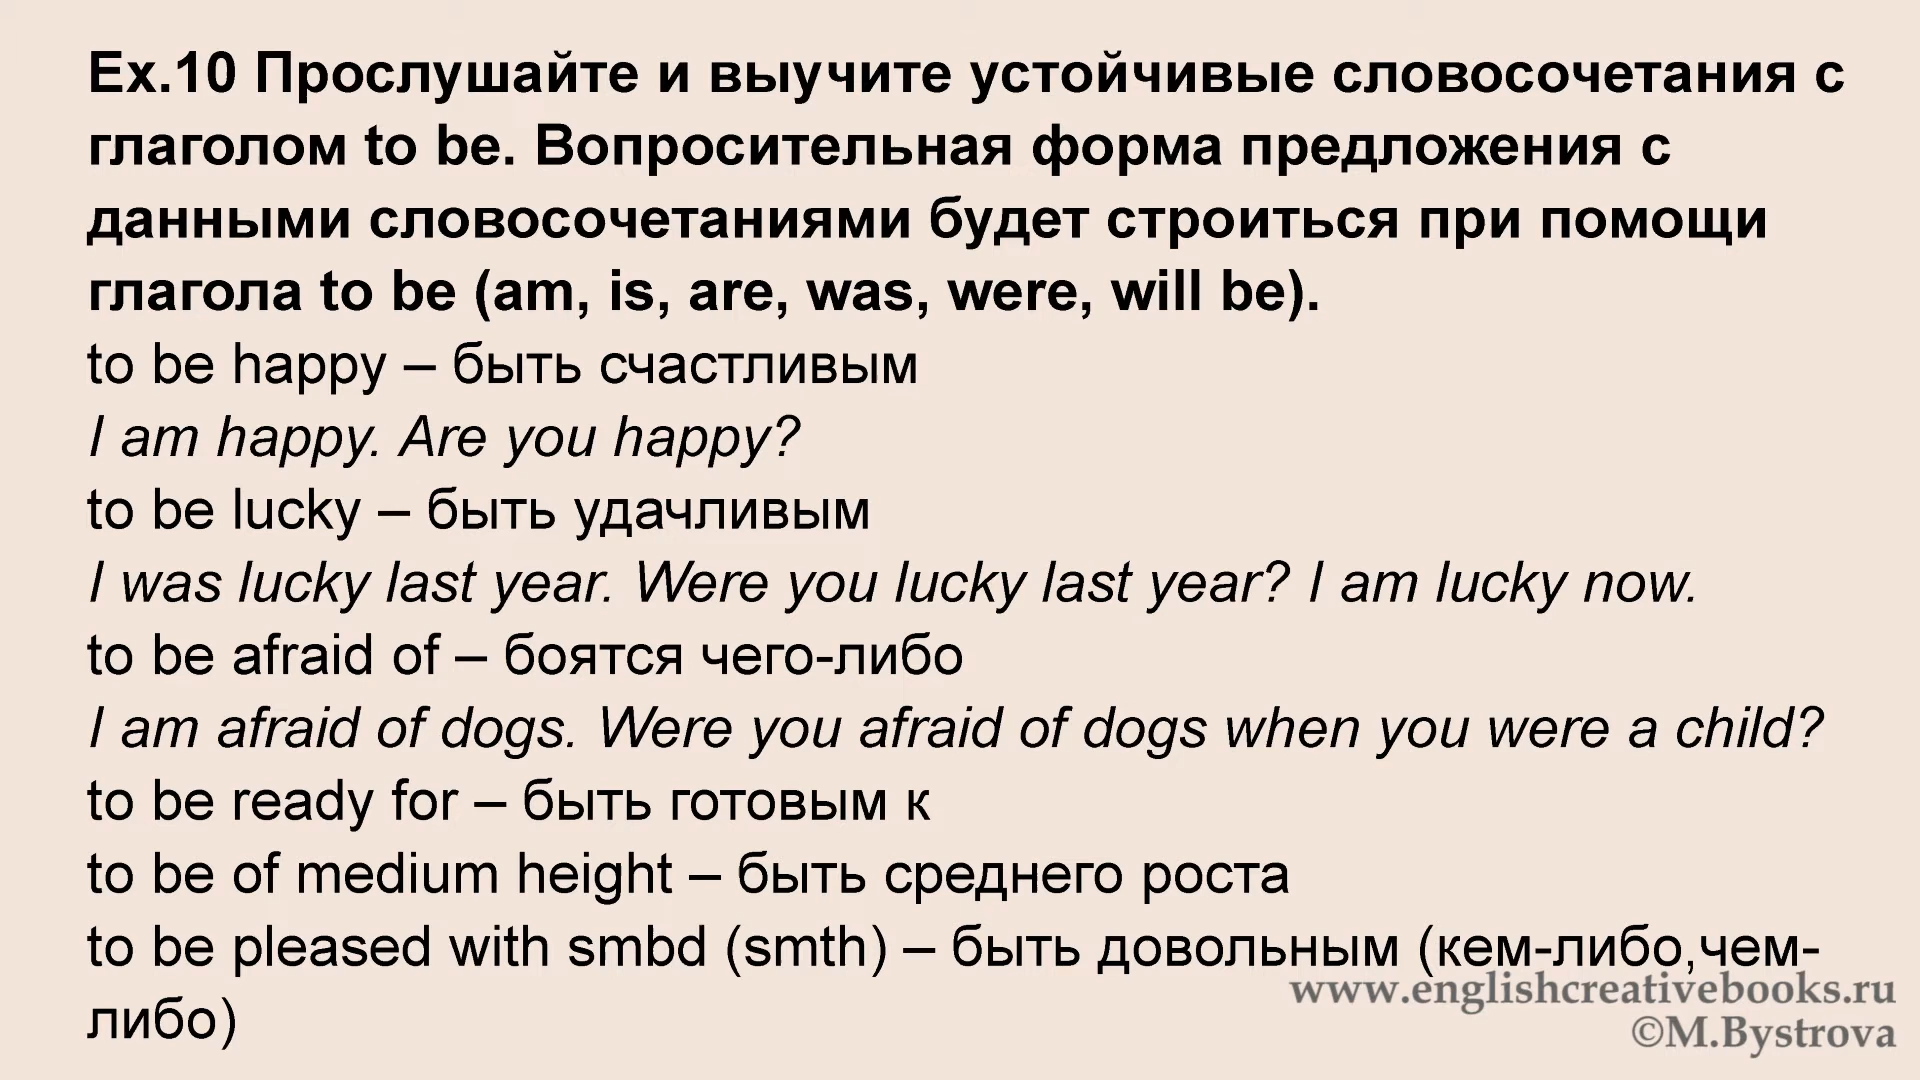 Ex.10 Прослушайте и выучите устойчивые словосочетания с
глаголом to be. Вопросительная форма предложения с
данными словосочетаниями будет строиться при помощи
глагола to be (am, is, are, was, were, will be).
to be happy – быть счастливым
I am happy. Are you happy?
to be lucky – быть удачливым
I was lucky last year. Were you lucky last year? I am lucky now.
to be afraid of – боятся чего-либо
I am afraid of dogs. Were you afraid of dogs when you were a child?
to be ready for – быть готовым к
to be of medium height – быть среднего роста
to be pleased with smbd (smth) – быть довольным (кем-либо,чем-
либо)
www.englishcreativebooks.ru
©M.Bystrova